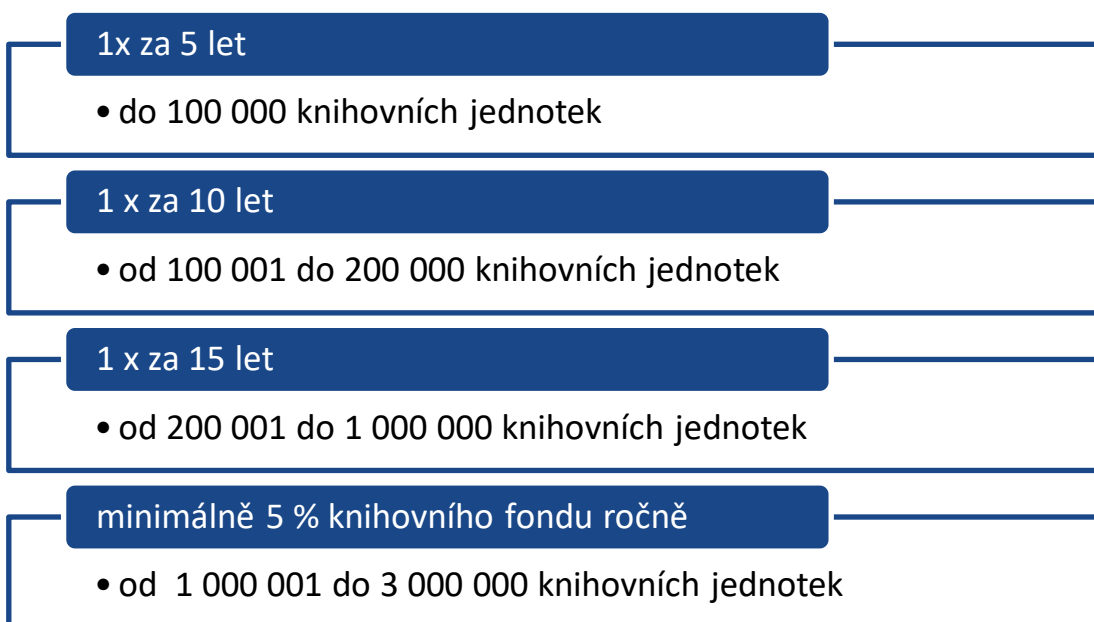 1x za 5 let
• do 100 000 knihovních jednotek
1 x za 10 let
• od 100 001 do 200 000 knihovních jednotek
1 x za 15 let
• od 200 001 do 1 000 000 knihovních jednotek
minimálně 5 % knihovního fondu ročně
• od 1 000 001 do 3 000 000 knihovních jednotek